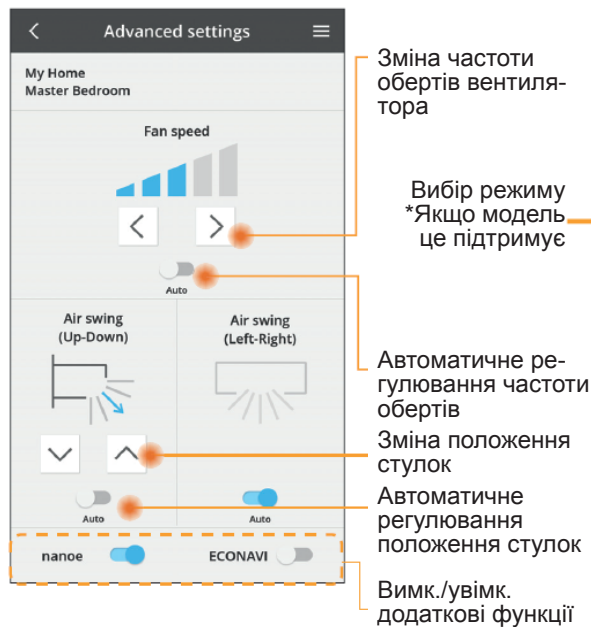 Advanced settings
My Home
Master Bedroom
Fan speed
Auto
Air swing
(Up-Down)
Air swing
(Left-Right)
Auto
Auto
nanoe
ECONAVI
Зміна частоти
обертів вентиля-
тора
Вибір режиму
*Якщо модель
це підтримує
Автоматичне ре-
гулювання частоти
обертів
Зміна положення
стулок
Автоматичне
регулювання
положення стулок
Вимк./увімк.
додаткові функції